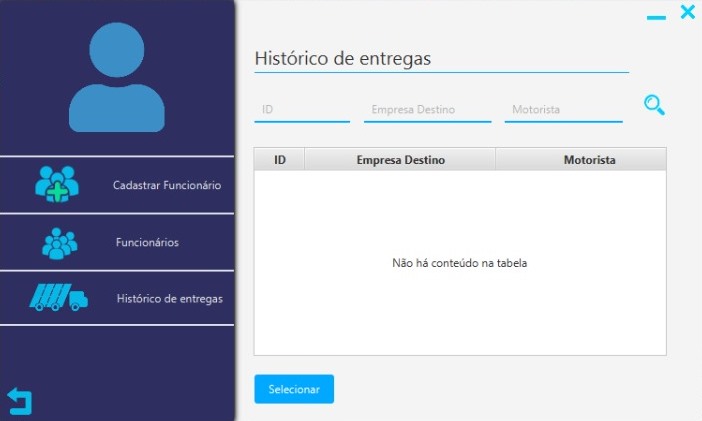 Histórico de entregas
ID
Empresa Destino
Motorista
Cadastrar Funcionário
Funcionários
Histórico de entregas
ID Empresa Destino Motorista
Não há conteúdo na tabela
Selecionar